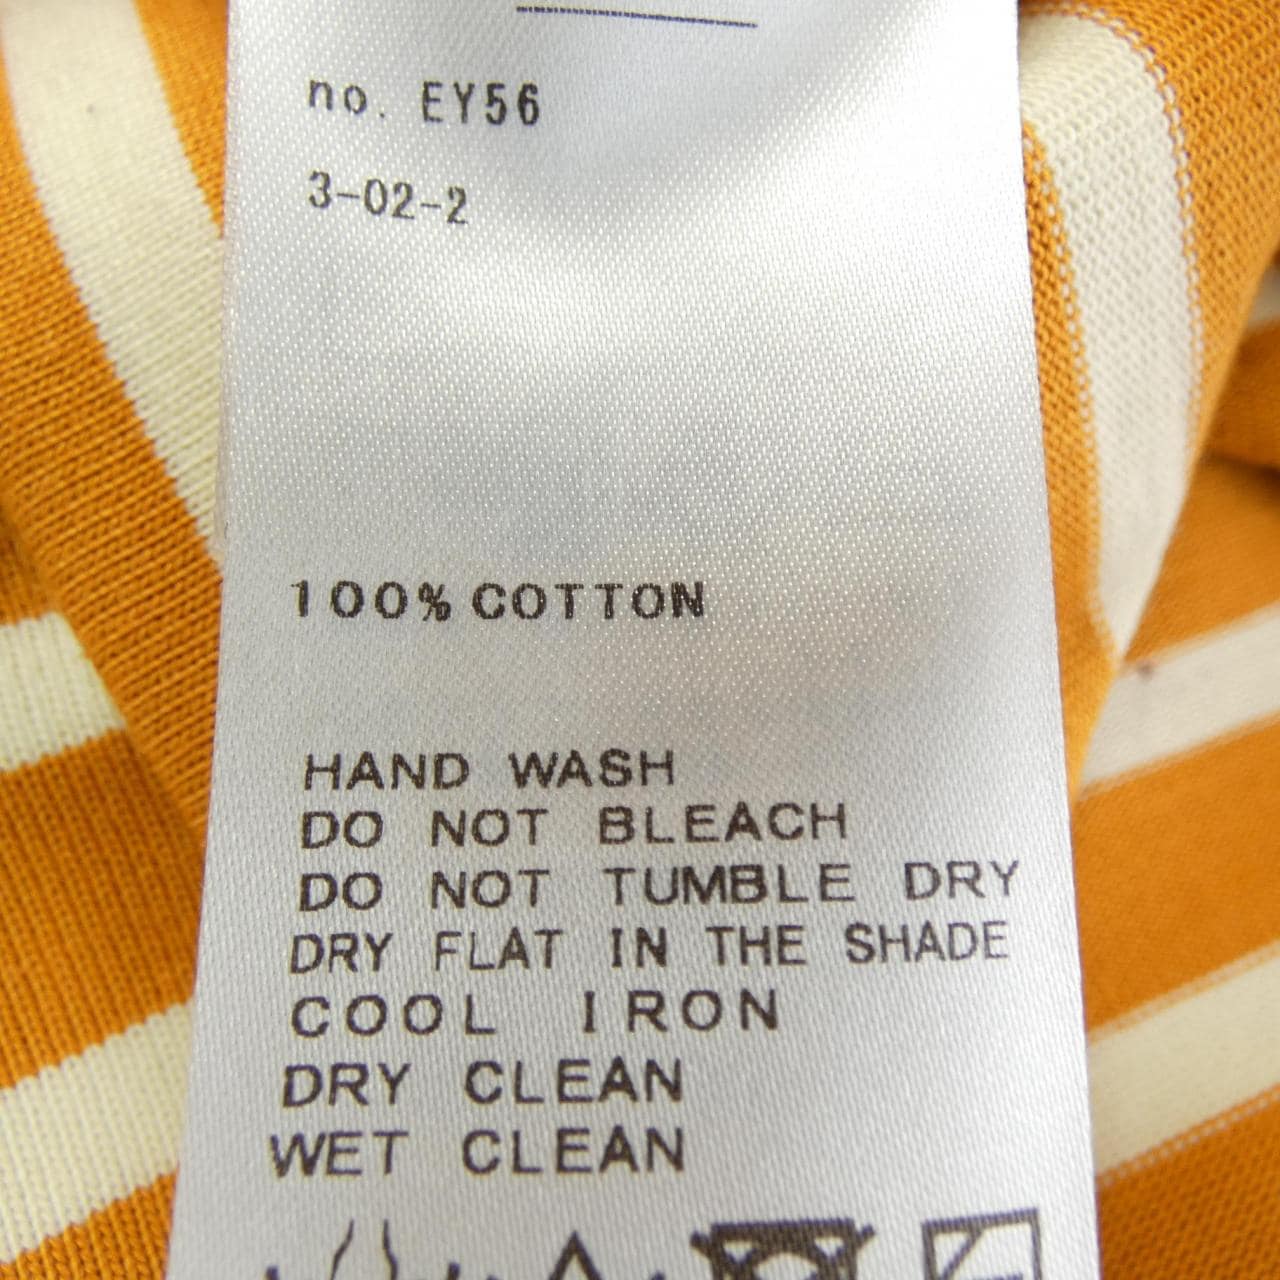 no. EY56
3-02-2
100% COTTON
HAND WASH
DO NOT BLEACH
DO NOT TUMBLE DRY
DRY FLAT IN THE SHADE
COOL IRON
DRY CLEAN
WET CLEAN